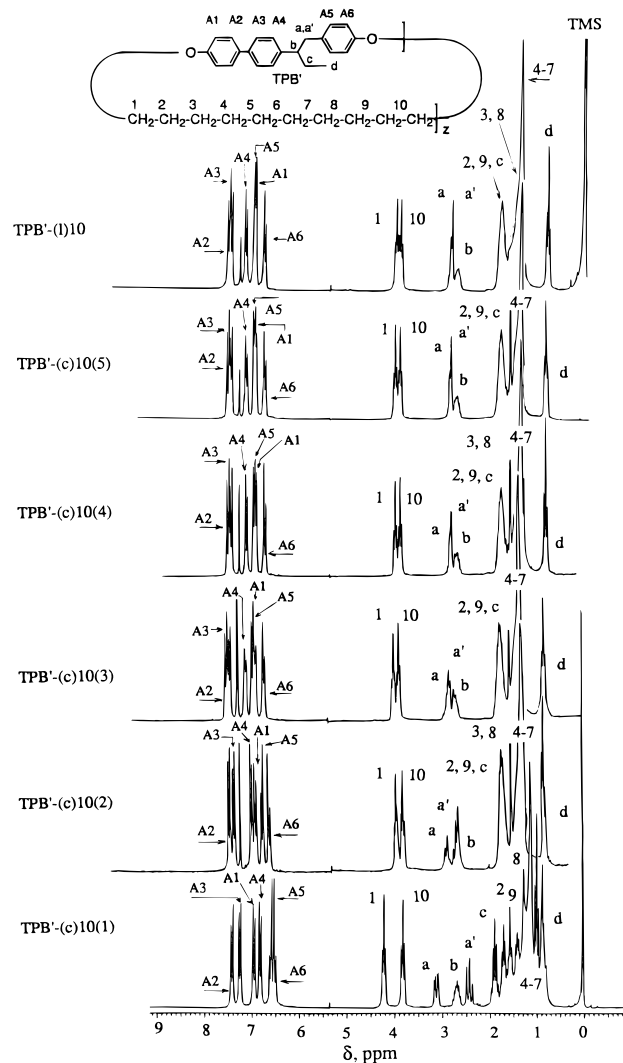 A1 A2 A3 A4 A5 A6
a,a'
O b O
c d
TPB'
TMS
1 2 3 4 5 6 7 8 9 10
CH2-CH2-CH2-CH2-CH2-CH2-CH2-CH2-CH2-CH2 z
4-7
3, 8
2, 9, c
d
A5
A4
A3 A1
a a'
1 10
TPB'-(l)10
A2 A6
b
A4 A5
A3 A1
2, 9, c 4-7
1 10 a'
a
TPB'-(c)10(5)
A2 A6
b d
A5
A4 A1
A3
3, 8 4-7
2, 9, c
1 10 a'
TPB'-(c)10(4)
A2 A6
a b d
4-7
A1
A4 A5
A3
2, 9, c
1 10 a'
TPB'-(c)10(3)
A2 A6
a b d
3, 8 4-7
A4 A1
A3 A5
2, 9, c
1 10 a'
TPB'-(c)10(2)
A2 A6
a b d
8
A1 A4
A3 A5
2 9
1 10 c d
TPB'-(c)10(1)
a b a'
A2 A6
4-7
9 8 7 6 5 4 3 2 1 0
δ, ppm